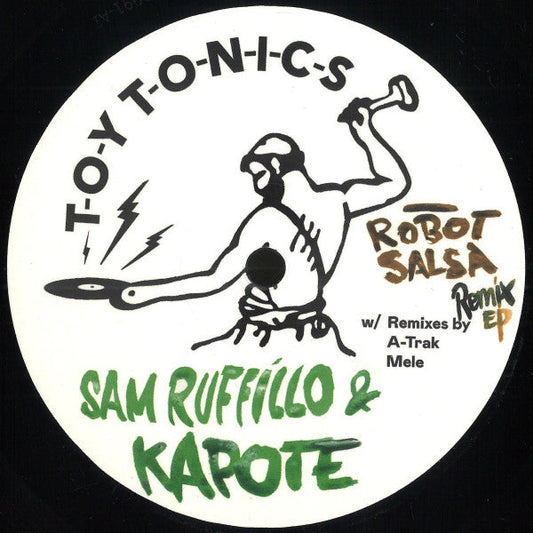 T-O-Y T-O-N-I-C-S
ROBOT
SALSA
Remix
EP
w/ Remixes by
A-Trak
Mele
SAM RUFFILLO &
KAPOTE